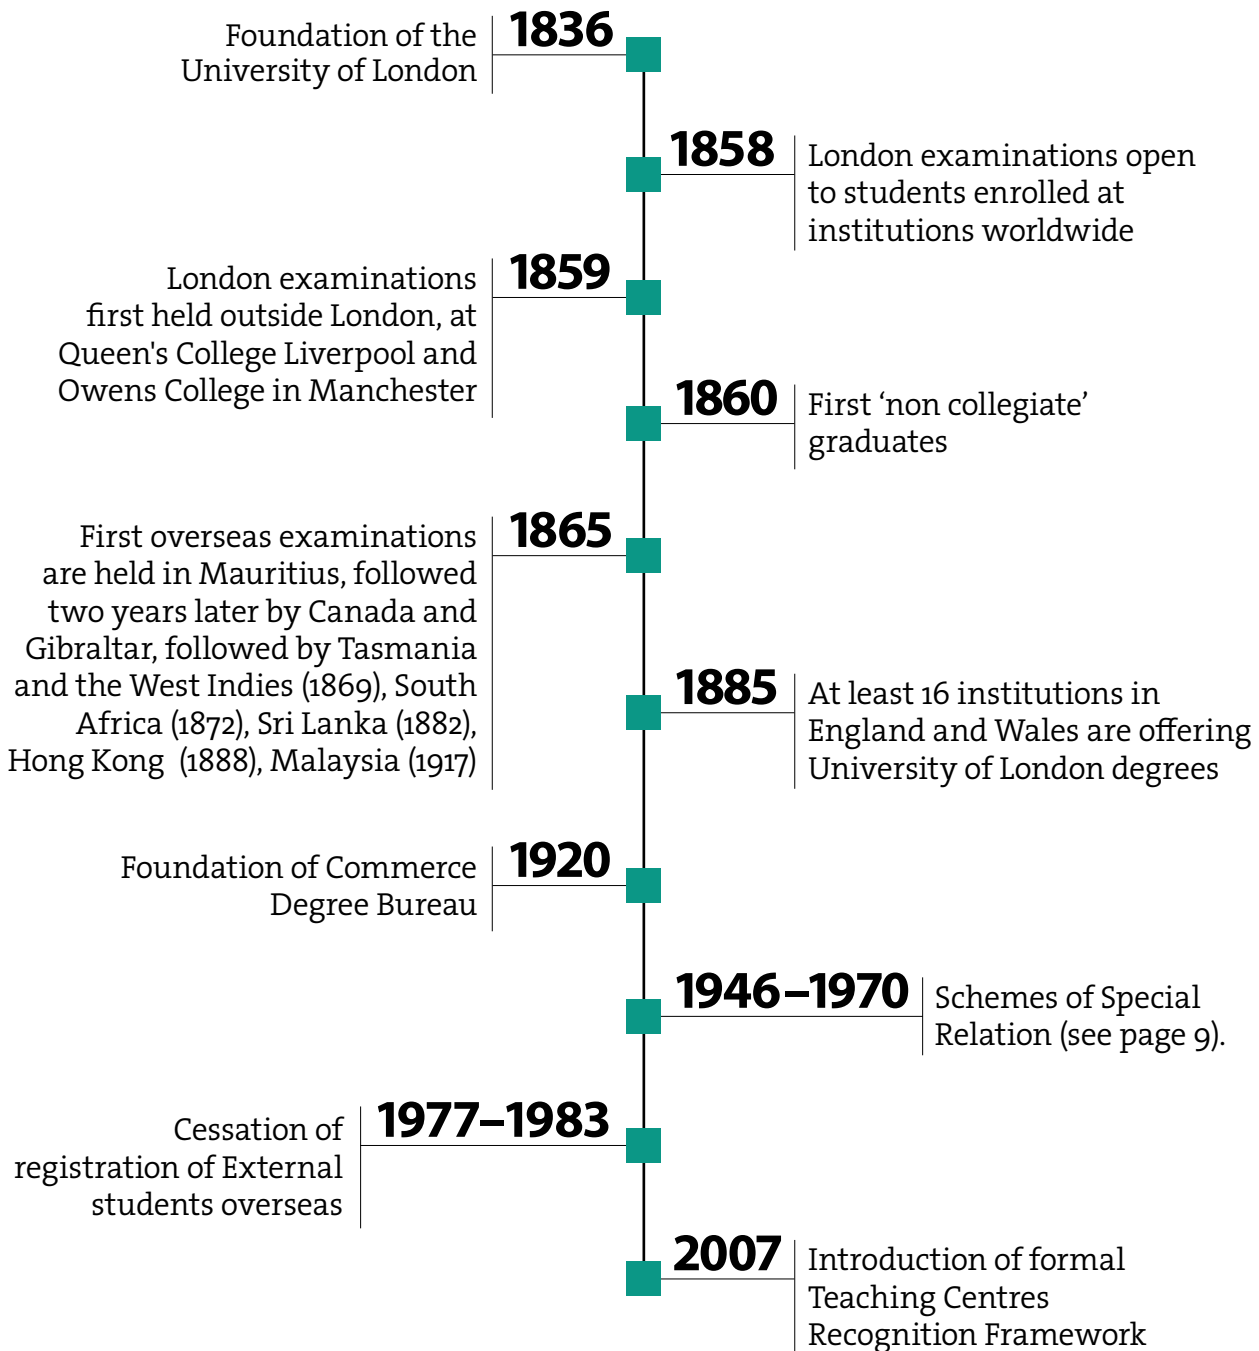 1836
Foundation of the
University of London
1858
London examinations open
to students enrolled at
institutions worldwide
1859
London examinations
first held outside London, at
Queen's College Liverpool and
Owens College in Manchester
1860
First ‘non collegiate’
graduates
1865
First overseas examinations
are held in Mauritius, followed
two years later by Canada and
Gibraltar, followed by Tasmania
and the West Indies (1869), South
Africa (1872), Sri Lanka (1882),
Hong Kong (1888), Malaysia (1917)
1885
At least 16 institutions in
England and Wales are offering
University of London degrees
1920
Foundation of Commerce
Degree Bureau
1946–1970
Schemes of Special
Relation (see page 9).
1977–1983
Cessation of
registration of External
students overseas
2007
Introduction of formal
Teaching Centres
Recognition Framework